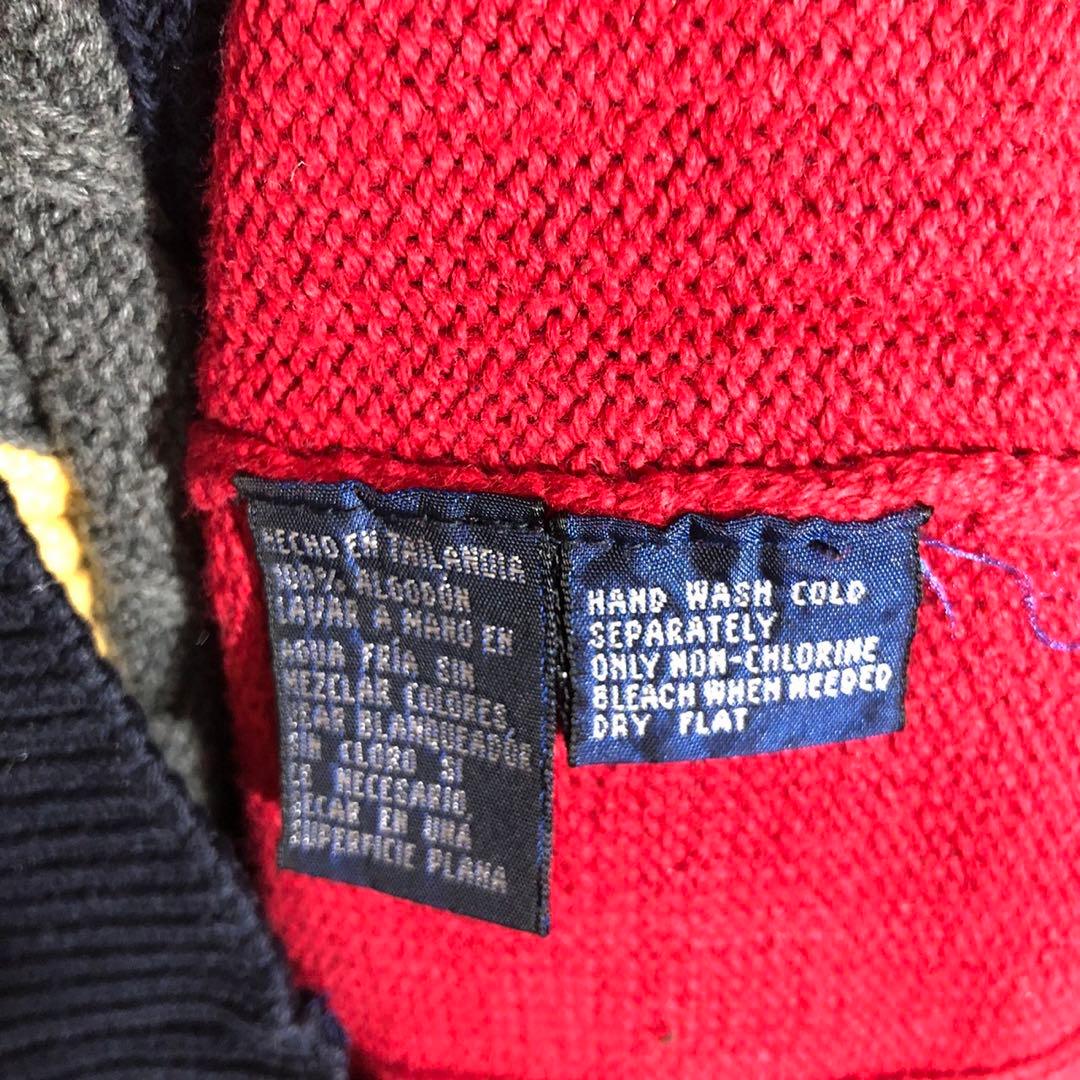 HECHO EN TAILANDIA
100% ALGODÓN
LAVAR A MANO EN
AGUA FRÍA SIN
MEZCLAR COLORES,
USAR BLANQUEADOR
SIN CLORO SI
ES NECESARIO
SECAR EN UNA
SUPERFICIE PLANA
HAND WASH COLD
SEPARATELY
ONLY NON-CHLORINE
BLEACH WHEN NEEDED
DRY FLAT